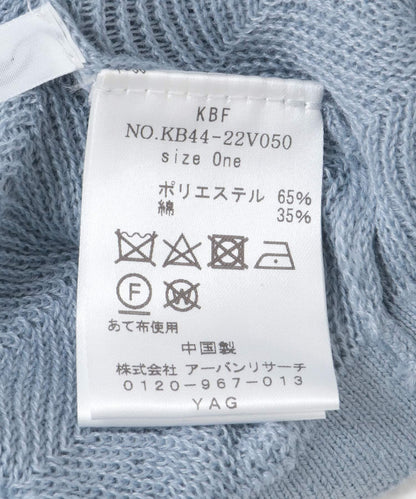 KBF
NO.KB44-22V050
size One
ポリエステル 65%
綿 35%
F W
あて布使用
中国製
株式会社 アーバンリサーチ
0120-967-013
YAG